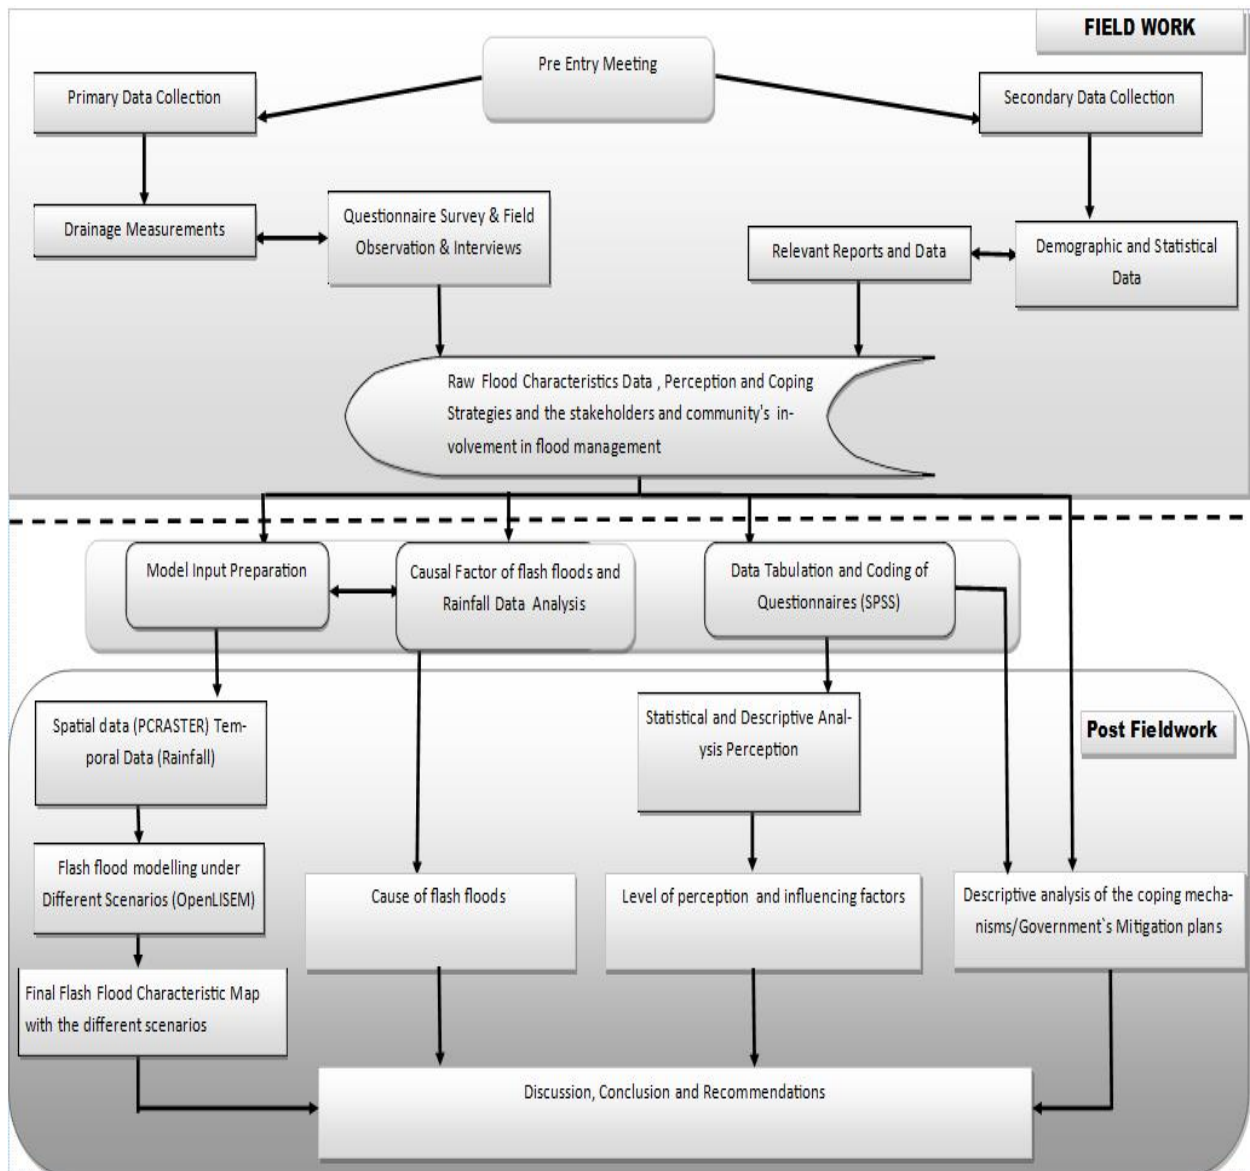 FIELD WORK
Pre Entry Meeting
Primary Data Collection
Secondary Data Collection
Drainage Measurements
Questionnaire Survey & Field
Observation & Interviews
Relevant Reports and Data
Demographic and Statistical
Data
Raw Flood Characteristics Data , Perception and Coping
Strategies and the stakeholders and community's in-
volvement in flood management
Model Input Preparation
Causal Factor of flash floods and
Rainfall Data Analysis
Data Tabulation and Coding of
Questionnaires (SPSS)
Post Fieldwork
Spatial data (PCRASTER) Tem-
poral Data (Rainfall)
Statistical and Descriptive Anal-
ysis Perception
Flash flood modelling under
Different Scenarios (OpenLISEM)
Cause of flash floods
Level of perception and influencing factors
Descriptive analysis of the coping mecha-
nisms/Government`s Mitigation plans
Final Flash Flood Characteristic Map
with the different scenarios
Discussion, Conclusion and Recommendations